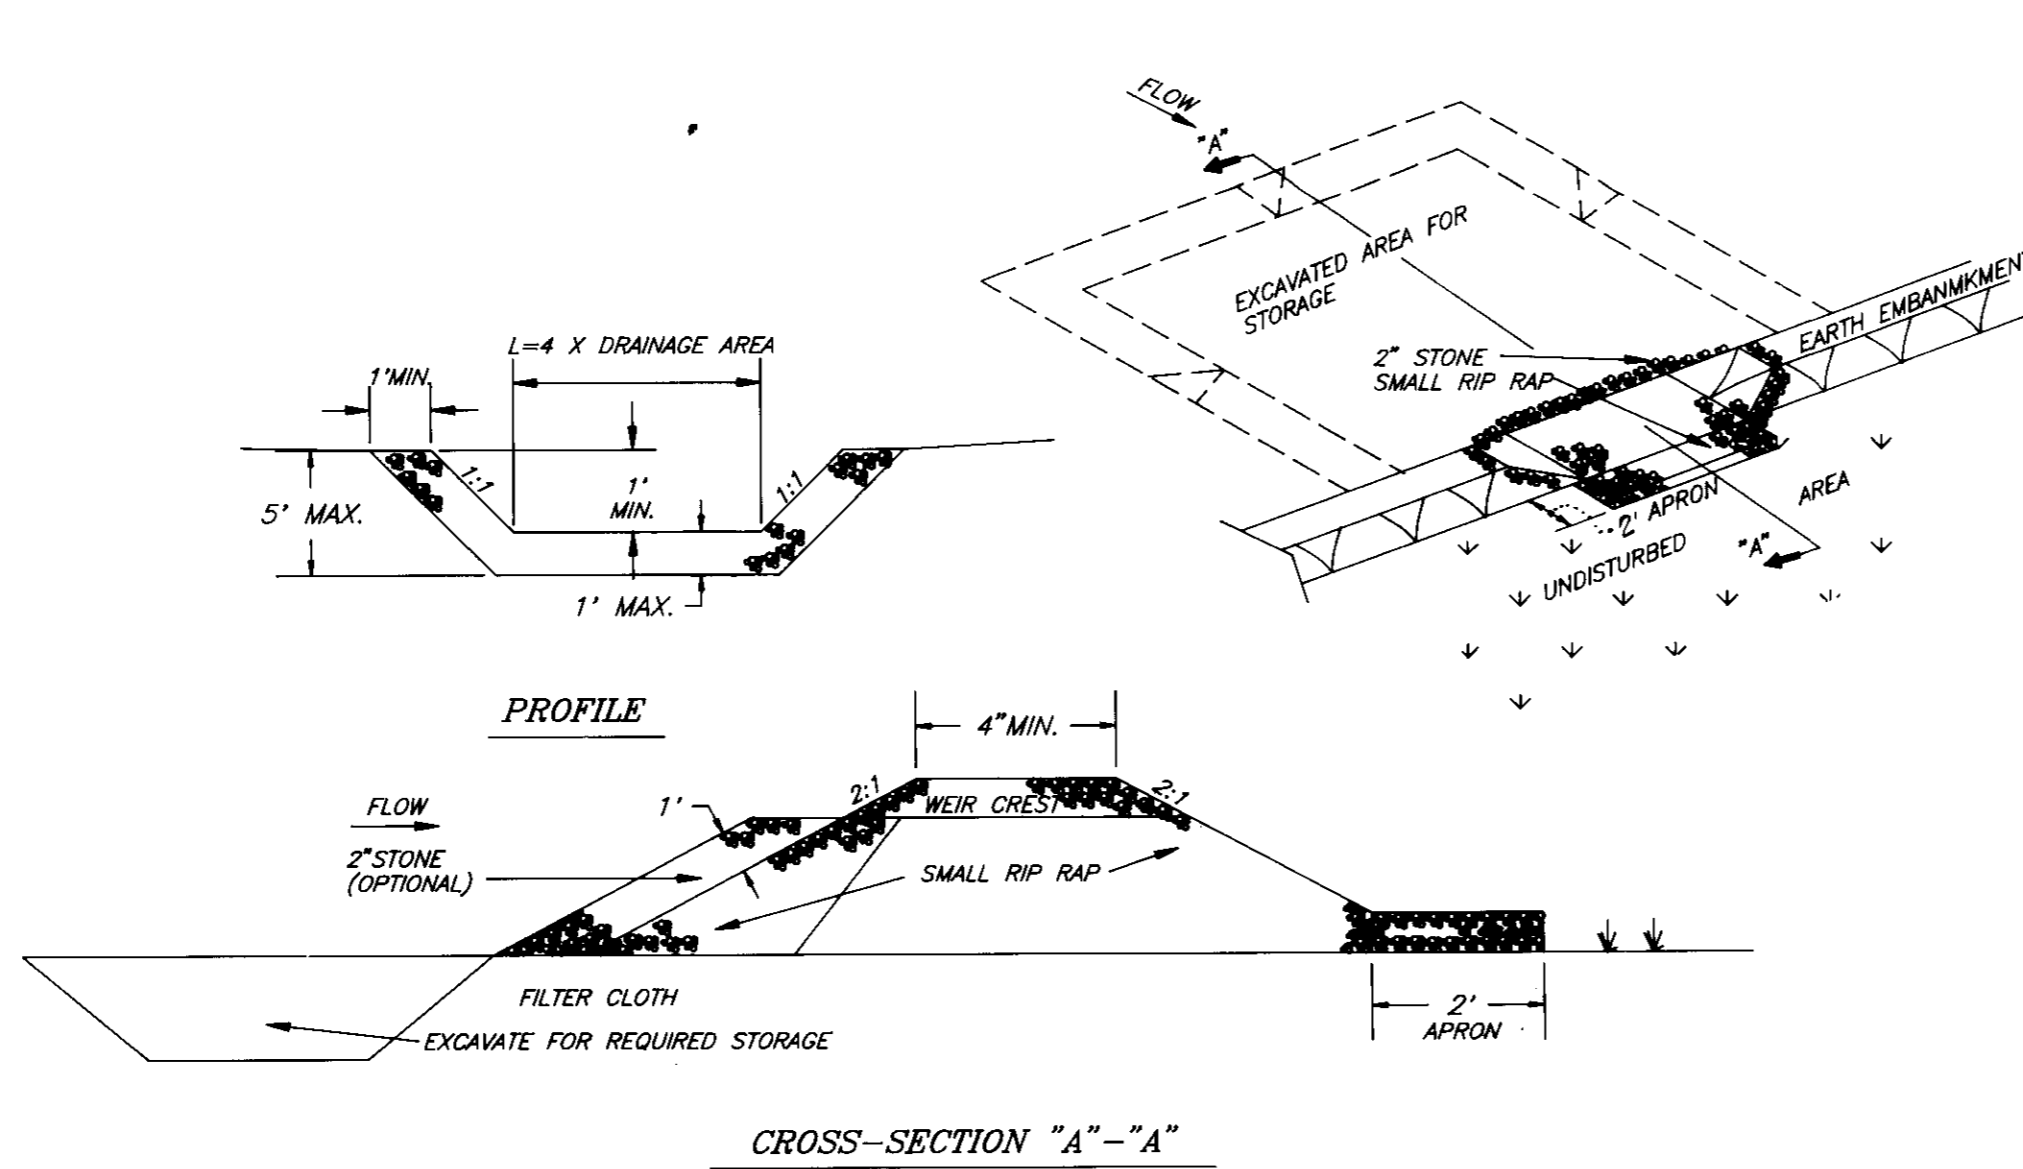 FLOW
"A"
EXCAVATED AREA FOR
STORAGE
EARTH EMBANMKMENT
2" STONE
SMALL RIP RAP
2' APRON
UNDISTURBED
AREA
"A"
L=4 X DRAINAGE AREA
1'MIN.
1:1
1:1
1'
MIN.
5' MAX.
1' MAX.
PROFILE
4"MIN.
FLOW
1'
2:1
2:1
WEIR CREST
2"STONE
(OPTIONAL)
SMALL RIP RAP
FILTER CLOTH
EXCAVATE FOR REQUIRED STORAGE
2'
APRON
CROSS-SECTION "A"-"A"